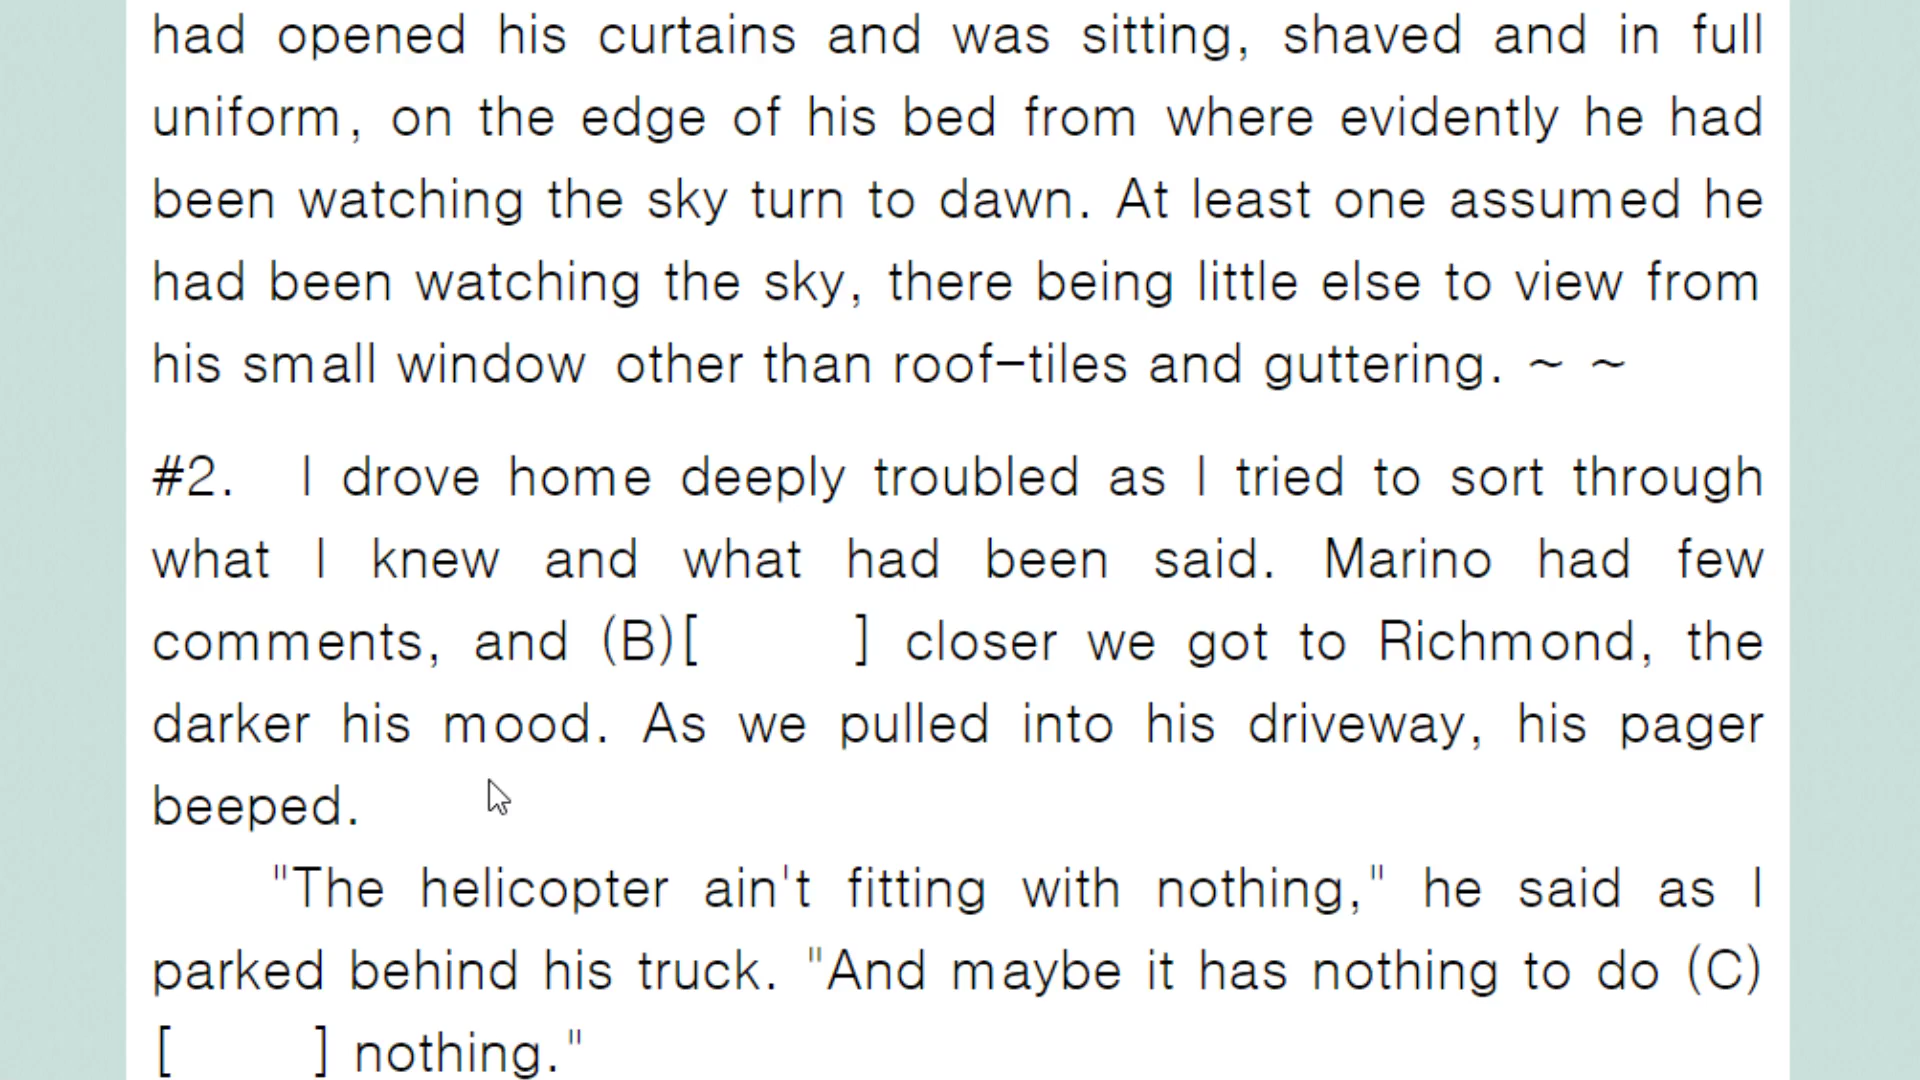 had opened his curtains and was sitting, shaved and in full
uniform, on the edge of his bed from where evidently he had
been watching the sky turn to dawn. At least one assumed he
had been watching the sky, there being little else to view from
his small window other than roof-tiles and guttering. ~ ~
#2. I drove home deeply troubled as I tried to sort through
what I knew and what had been said. Marino had few
comments, and (B)[ ] closer we got to Richmond, the
darker his mood. As we pulled into his driveway, his pager
beeped.
"The helicopter ain't fitting with nothing," he said as I
parked behind his truck. "And maybe it has nothing to do (C)
[ ] nothing."